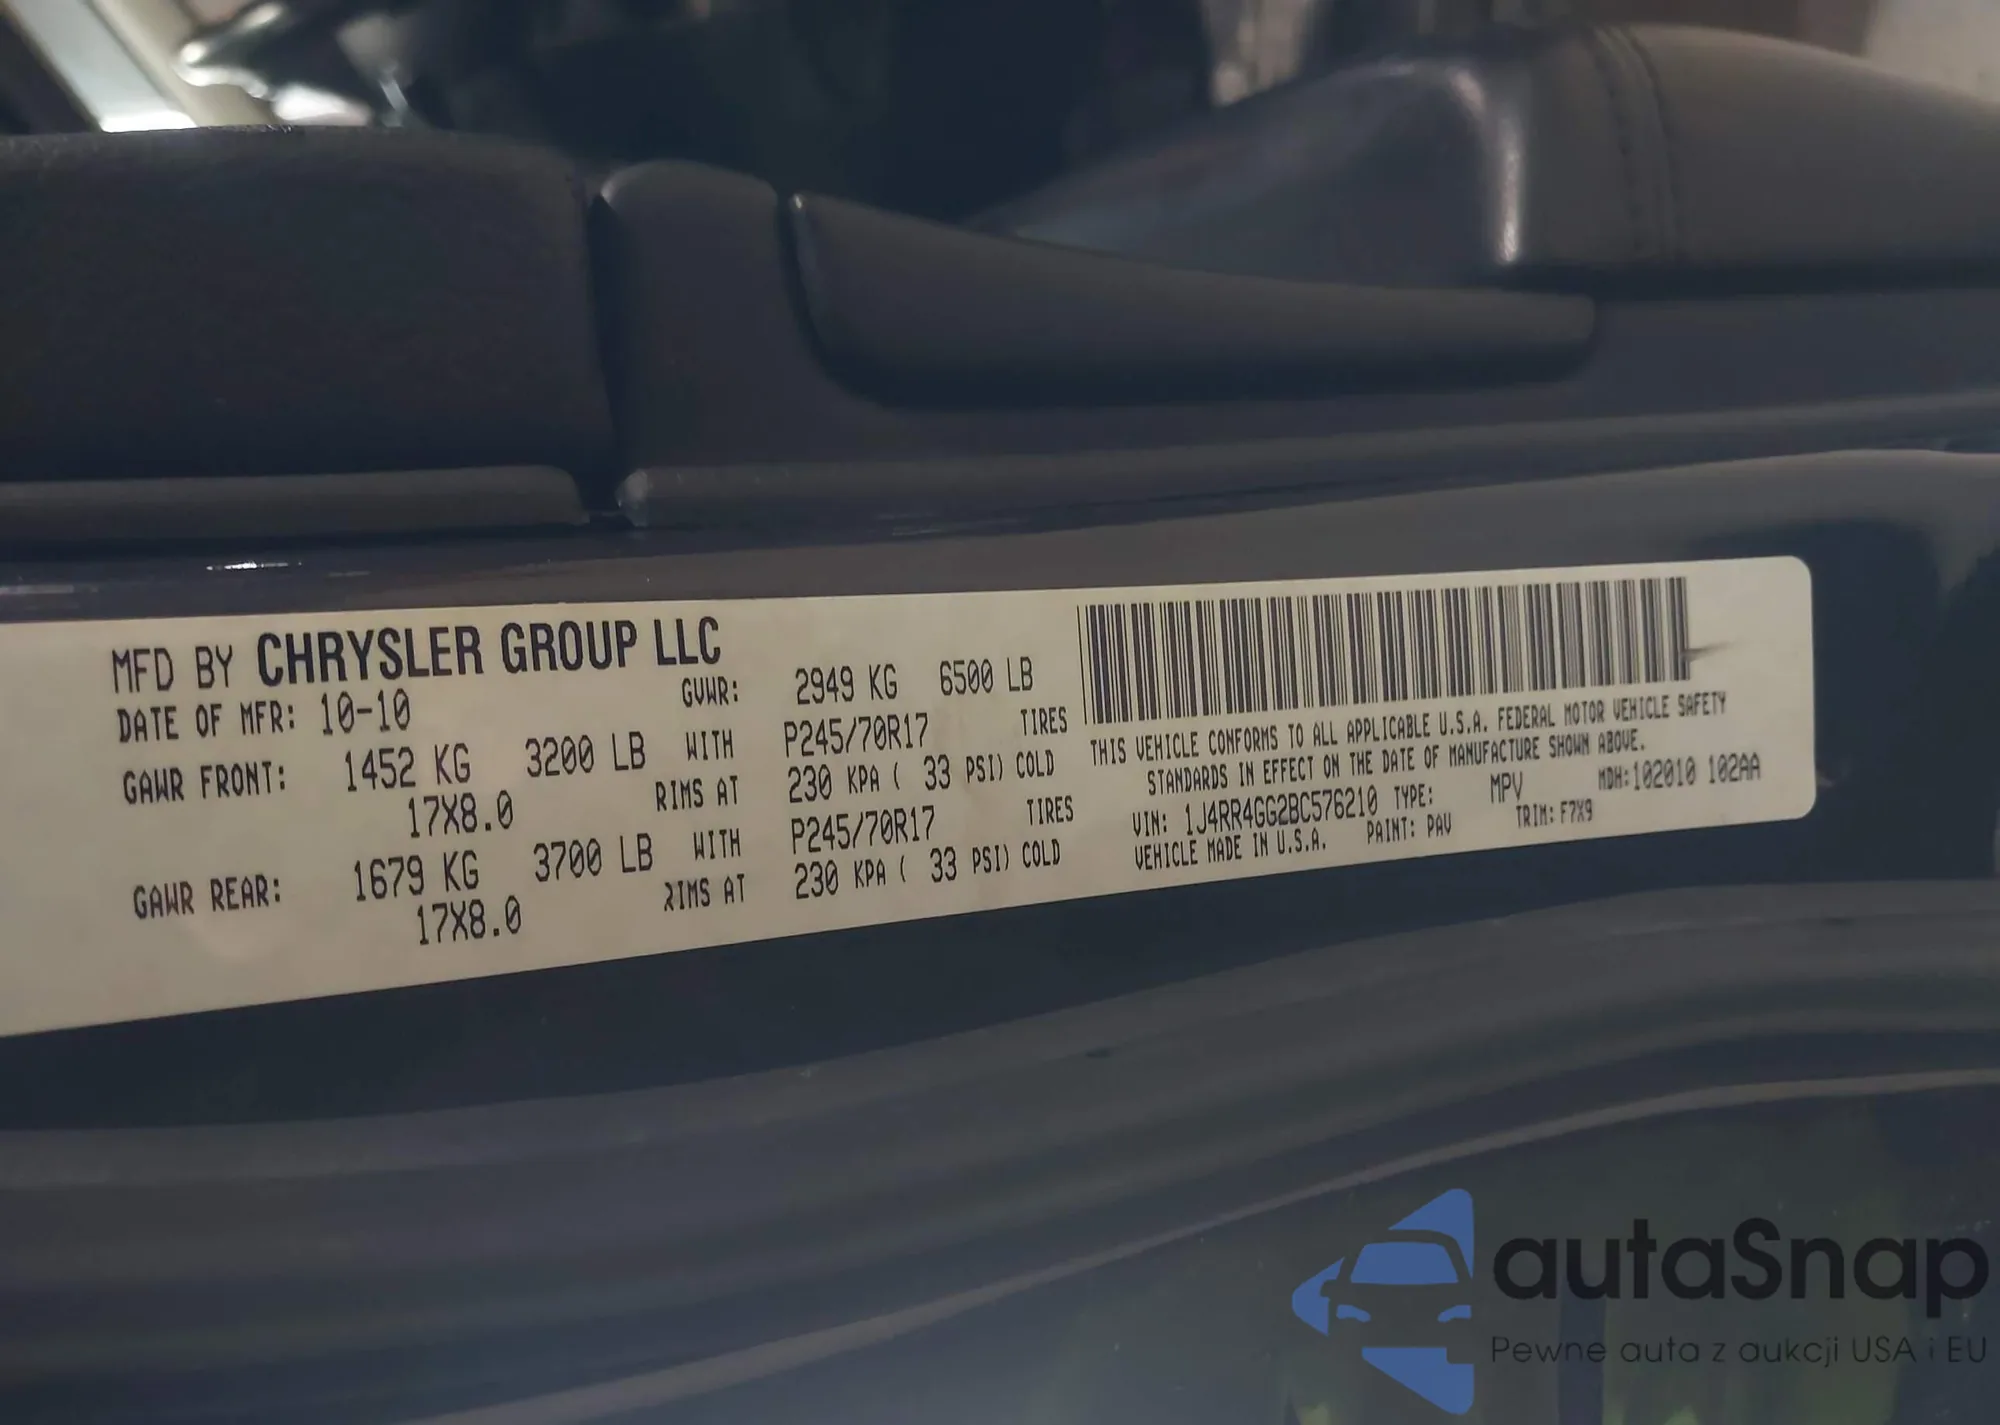 MFD BY CHRYSLER GROUP LLC
DATE OF MFR: 10-10
GVWR: 2949 KG 6500 LB
GAWR FRONT: 1452 KG 3200 LB WITH P245/70R17 TIRES
17X8.0 RIMS AT 230 KPA ( 33 PSI) COLD
GAWR REAR: 1679 KG 3700 LB WITH P245/70R17 TIRES
17X8.0 RIMS AT 230 KPA ( 33 PSI) COLD
THIS VEHICLE CONFORMS TO ALL APPLICABLE U.S.A. FEDERAL MOTOR VEHICLE SAFETY
STANDARDS IN EFFECT ON THE DATE OF MANUFACTURE SHOWN ABOVE.
VIN: 1J4RR4GG2BC576210 TYPE: MPV MDH:102010 102AA
VEHICLE MADE IN U.S.A. PAINT: PAV TRIM: F7X9
autaSnap
Pewne auta z aukcji USA i EU